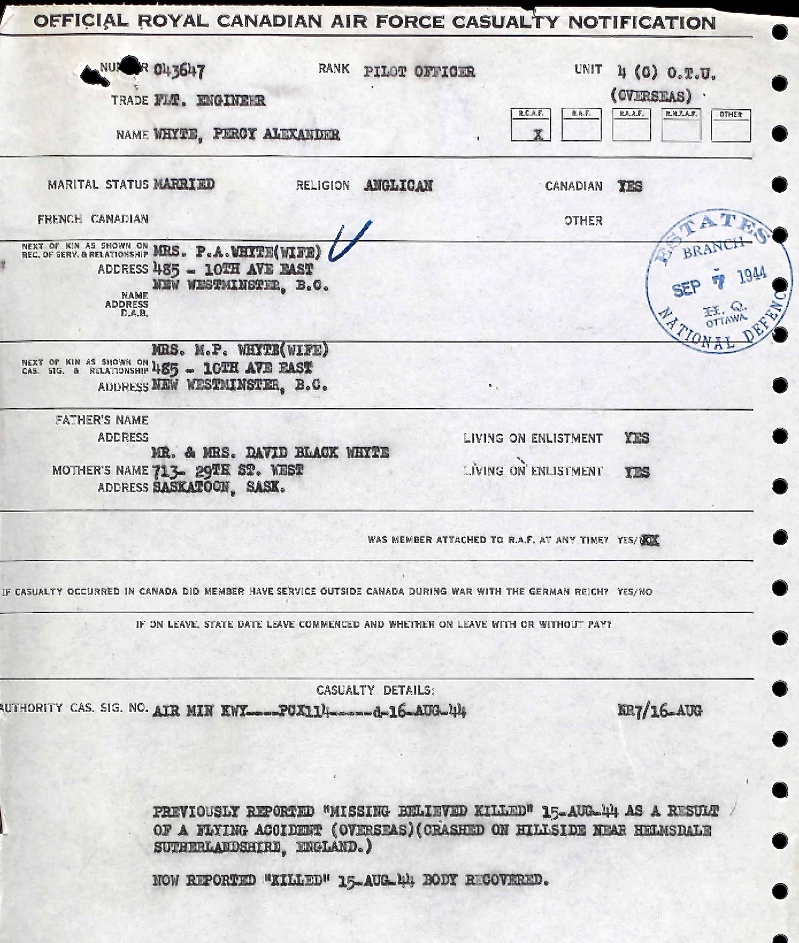 OFFICIAL ROYAL CANADIAN AIR FORCE CASUALTY NOTIFICATION
NUMBER C43647 RANK PILOT OFFICER UNIT 4 (C) O.T.U.
(OVERSEAS)
TRADE FLT. ENGINEER
R.C.A.F. R.A.F. R.A.A.F. R.N.Z.A.F. OTHER
NAME WHYTE, PERCY ALEXANDER X
MARITAL STATUS MARRIED RELIGION ANGLICAN CANADIAN YES
FRENCH CANADIAN OTHER
NEXT OF KIN AS SHOWN ON
REC. OF SERV. & RELATIONSHIP MRS. P.A.WHYTE(WIFE)
ADDRESS 485 - 10TH AVE EAST
NEW WESTMINSTER, B.C.
NAME
ADDRESS
D.A.B.
ESTATES
BRANCH
SEP 7 1944
H. Q.
OTTAWA
NATIONAL DEFENCE
MRS. M.P. WHYTE(WIFE)
NEXT OF KIN AS SHOWN ON
CAS. SIG. & RELATIONSHIP 485 - 10TH AVE EAST
ADDRESS NEW WESTMINSTER, B.C.
FATHER'S NAME
ADDRESS LIVING ON ENLISTMENT YES
MR. & MRS. DAVID BLACK WHYTE
MOTHER'S NAME 713- 29TH ST. WEST LIVING ON ENLISTMENT YES
ADDRESS SASKATOON, SASK.
WAS MEMBER ATTACHED TO R.A.F. AT ANY TIME? YES/XX
IF CASUALTY OCCURRED IN CANADA DID MEMBER HAVE SERVICE OUTSIDE CANADA DURING WAR WITH THE GERMAN REICH? YES/NO
IF ON LEAVE, STATE DATE LEAVE COMMENCED AND WHETHER ON LEAVE WITH OR WITHOUT PAY?
CASUALTY DETAILS:
AUTHORITY CAS. SIG. NO. AIR MIN KWY----PCX114-----d-16-AUG-44 NR7/16-AUG
PREVIOUSLY REPORTED "MISSING BELIEVED KILLED" 15-AUG-44 AS A RESULT
OF A FLYING ACCIDENT (OVERSEAS)(CRASHED ON HILLSIDE NEAR HELMSDALE
SUTHERLANDSHIRE, ENGLAND.)
NOW REPORTED "KILLED" 15-AUG-44 BODY RECOVERED.